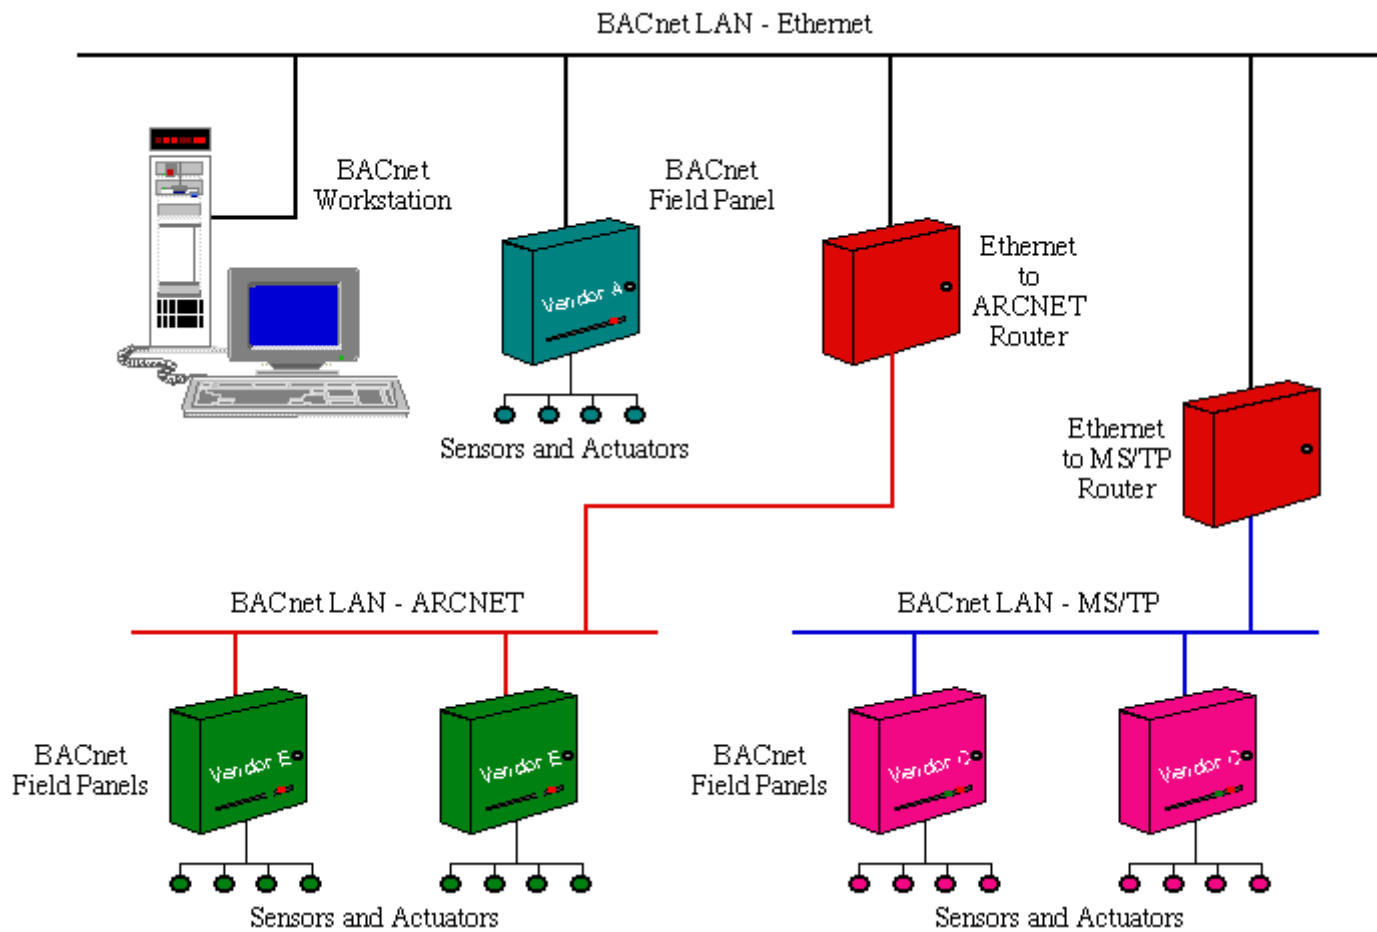 BACnet LAN - Ethernet
BACnet
Workstation
BACnet
Field Panel
Vendor A
Ethernet
to
ARCNET
Router
Sensors and Actuators
Ethernet
to MS/TP
Router
BACnet LAN - ARCNET
BACnet LAN - MS/TP
BACnet
Field Panels
Vendor
Vendor
BACnet
Field Panels
Vendor
Vendor
Sensors and Actuators
Sensors and Actuators